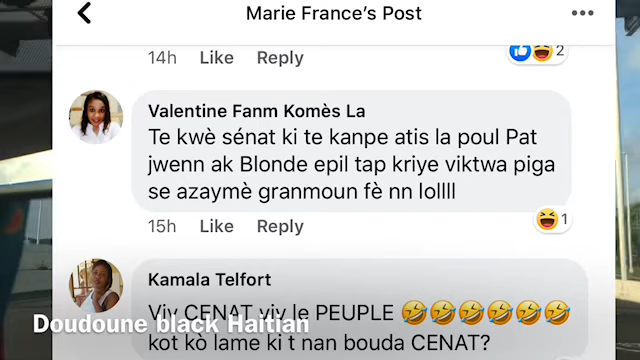 Marie France's Post
14h Like Reply 2
Valentine Fanm Komès La
Te kwè sénat ki te kanpe atis la poul Pat
jwenn ak Blonde epil tap kriye viktwa piga
se azaymè granmoun fè nn lollll
15h Like Reply 1
Kamala Telfort
Viv CENAT viv le PEUPLE 🤣🤣🤣🤣🤣🤣
Doudoune black Haitian
kot kò lame ki t nan bouda CENAT?